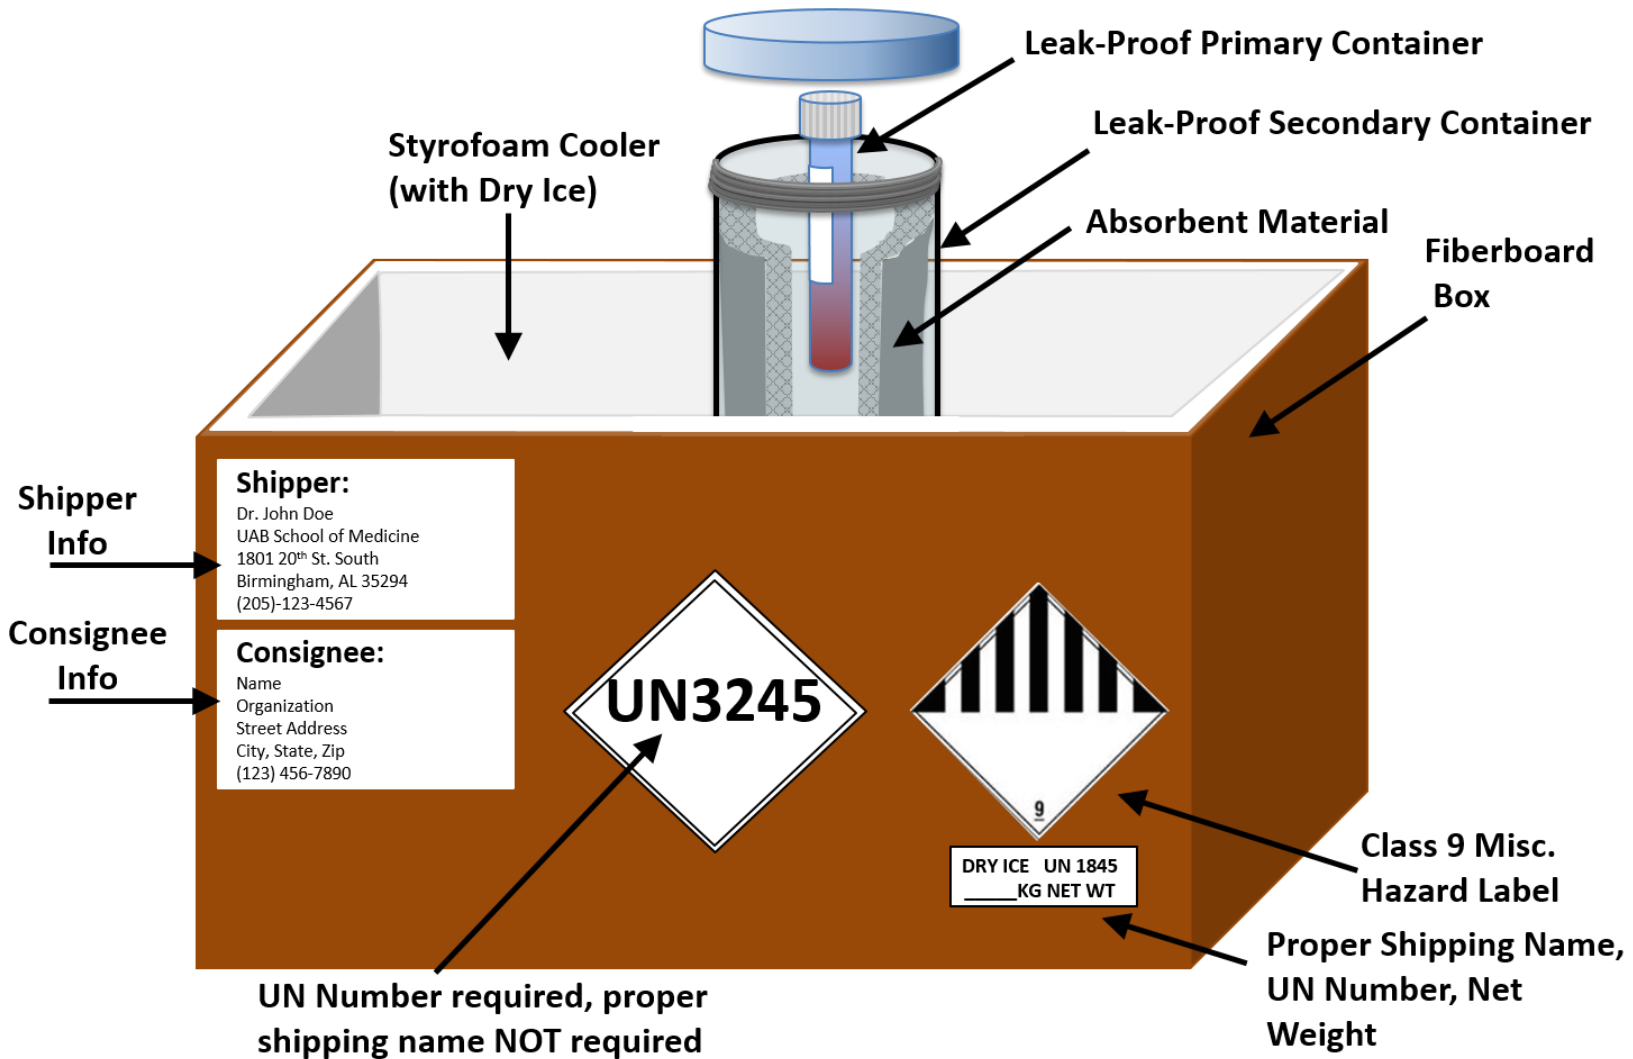 Leak-Proof Primary Container
Leak-Proof Secondary Container
Styrofoam Cooler
(with Dry Ice)
Absorbent Material
Fiberboard
Box
Shipper
Info
Shipper:
Dr. John Doe
UAB School of Medicine
1801 20th St. South
Birmingham, AL 35294
(205)-123-4567
Consignee
Info
Consignee:
Name
Organization
Street Address
City, State, Zip
(123) 456-7890
UN3245
9
DRY ICE UN 1845
_____KG NET WT
Class 9 Misc.
Hazard Label
Proper Shipping Name,
UN Number, Net
Weight
UN Number required, proper
shipping name NOT required